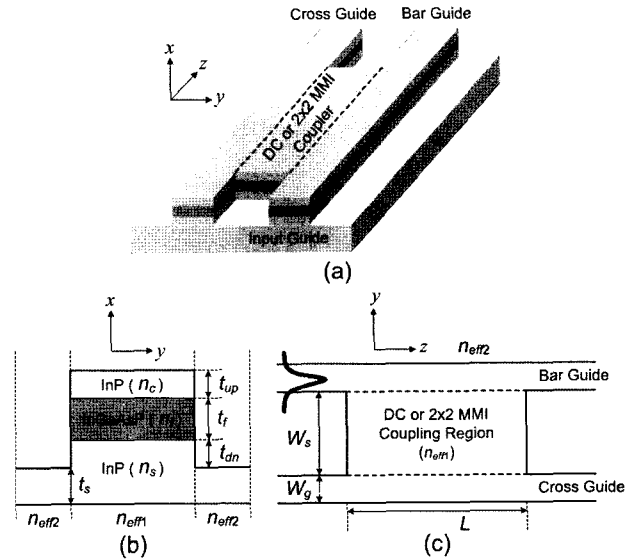 Cross Guide Bar Guide
x
z
y
DC or 2x2 MMI
Coupler
Input Guide
(a)
x
y
InP ( n_c )
t_up
t_f
t_dn
InP ( n_s )
t_s
n_eff2 n_eff1 n_eff2
(b)
y
z
n_eff2
Bar Guide
W_s
DC or 2x2 MMI
Coupling Region
(n_eff1)
W_g
Cross Guide
L
(c)